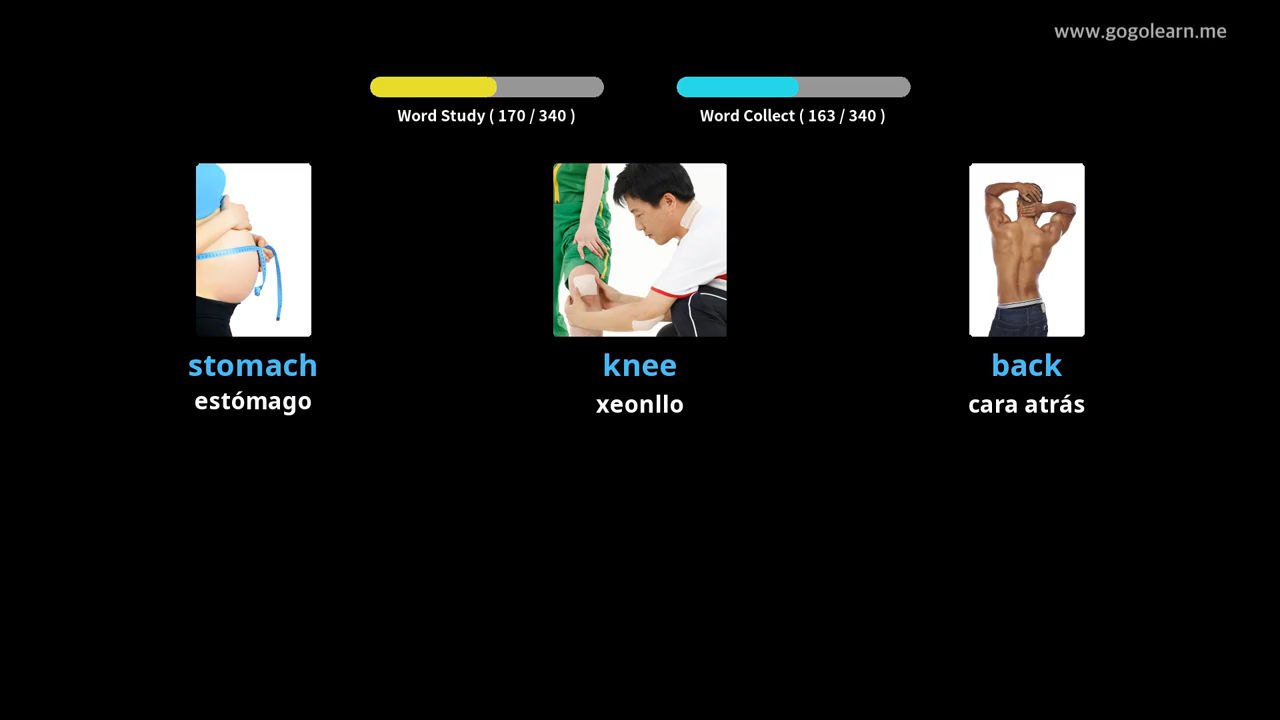 www.gogolearn.me
Word Study ( 170 / 340 )
Word Collect ( 163 / 340 )
stomach
estómago
knee
xeonllo
back
cara atrás